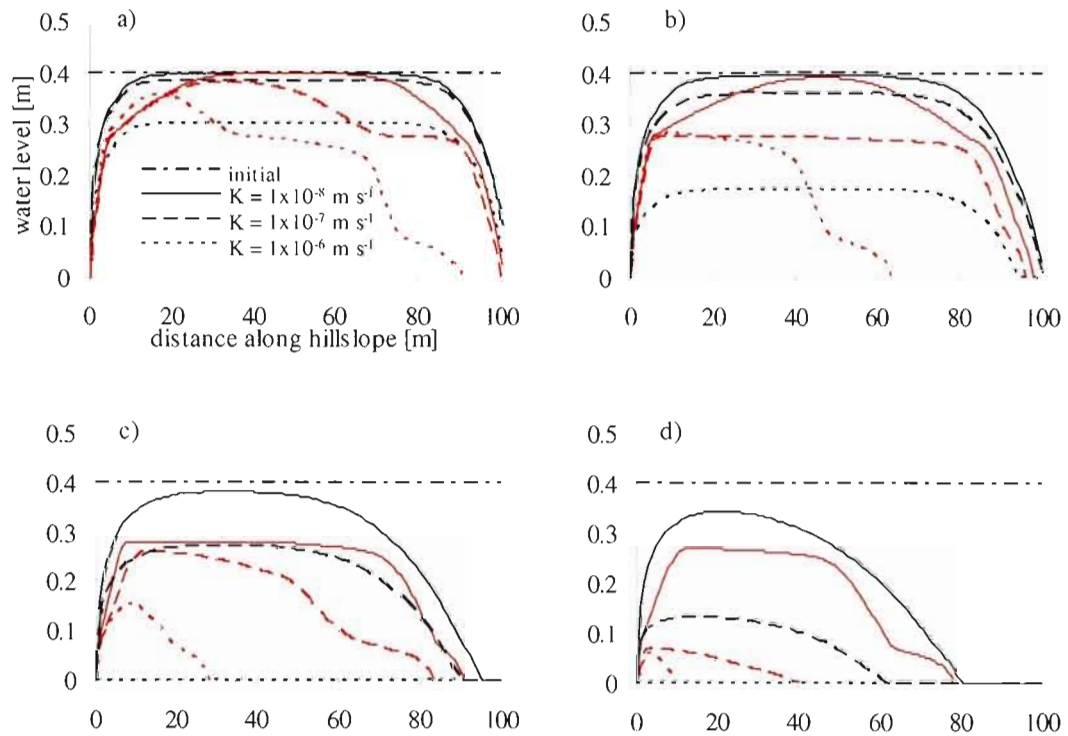 a)
0.5
0.4
0.3
0.2
0.1
0
water level [m]
initial
K = 1x10⁻⁸ m s⁻¹
K = 1x10⁻⁷ m s⁻¹
K = 1x10⁻⁶ m s⁻¹
0 20 40 60 80 100
distance along hillslope [m]
b)
0.5
0.4
0.3
0.2
0.1
0
0 20 40 60 80 100
c)
0.5
0.4
0.3
0.2
0.1
0
0 20 40 60 80 100
d)
0.5
0.4
0.3
0.2
0.1
0
0 20 40 60 80 100